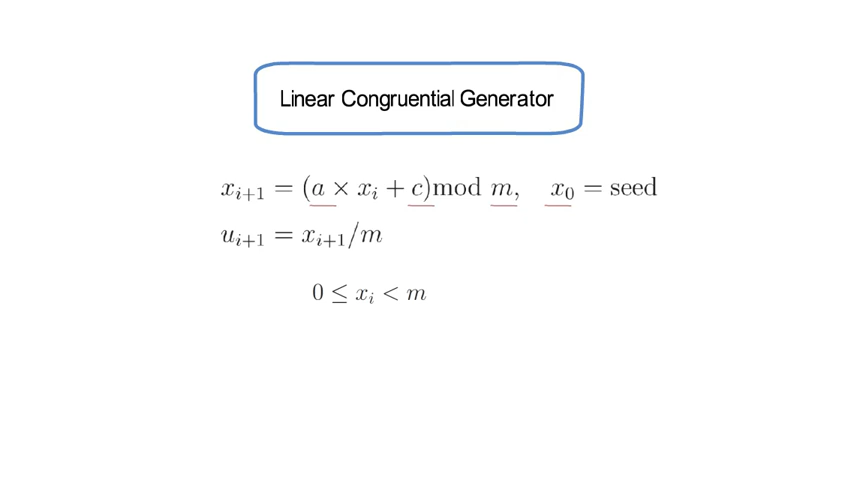 Linear Congruential Generator
x_{i+1} = (a × x_i + c)mod m, x_0 = seed
u_{i+1} = x_{i+1}/m
0 ≤ x_i < m